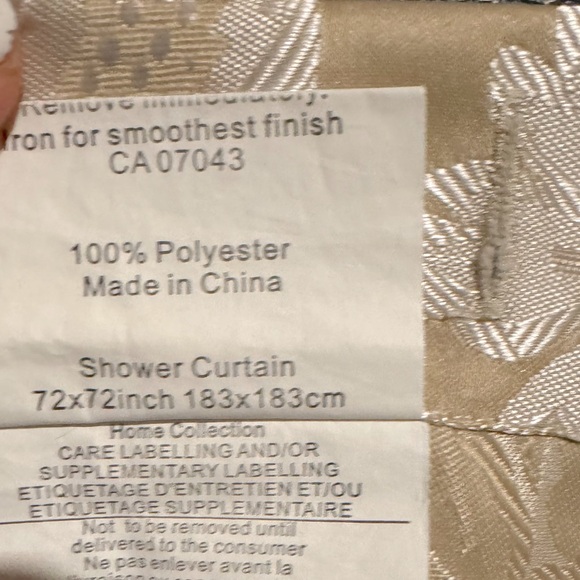 Remove immediately.
Iron for smoothest finish
CA 07043
100% Polyester
Made in China
Shower Curtain
72x72inch 183x183cm
Home Collection
CARE LABELLING AND/OR
SUPPLEMENTARY LABELLING
ETIQUETAGE D'ENTRETIEN ET/OU
ETIQUETAGE SUPPLEMENTAIRE
Not to be removed until
delivered to the consumer
Ne pas enlever avant la